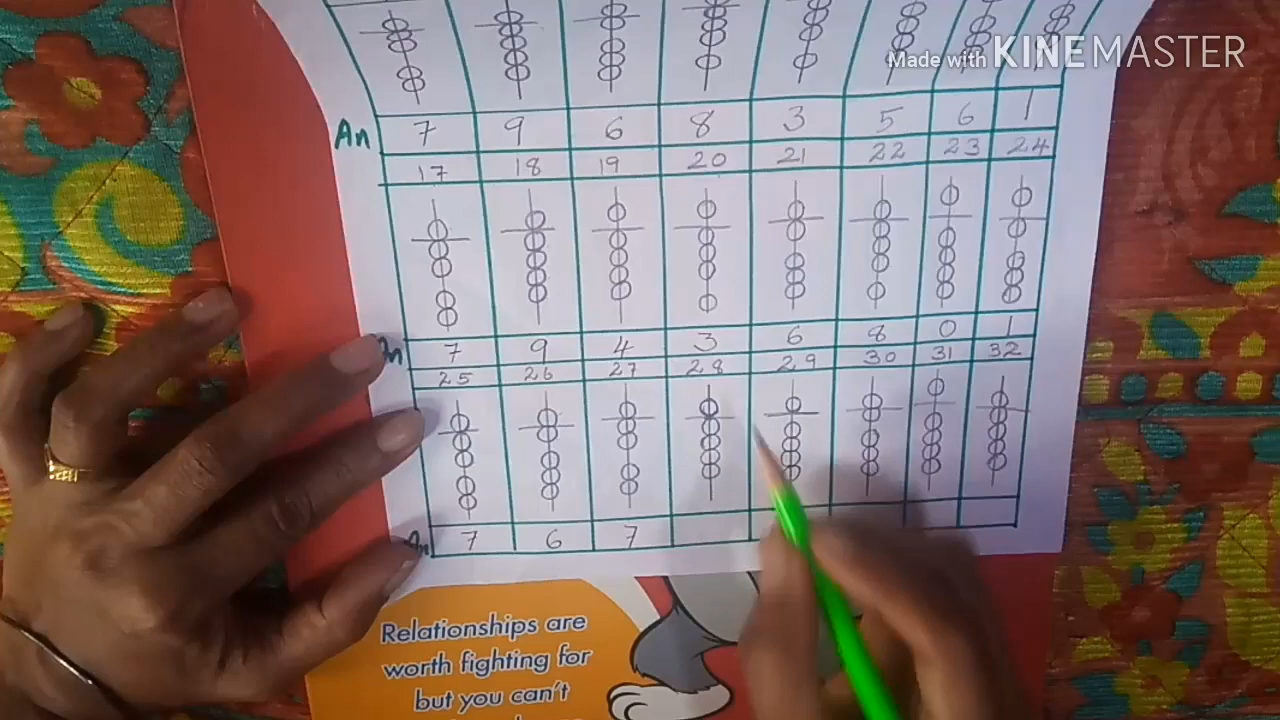 Made with KINEMASTER
An 7 9 6 8 3 5 6 1
17 18 19 20 21 22 23 24
An 7 9 4 3 6 8 0 1
25 26 27 28 29 30 31 32
An 7 6 7
Relationships are
worth fighting for
but you can't